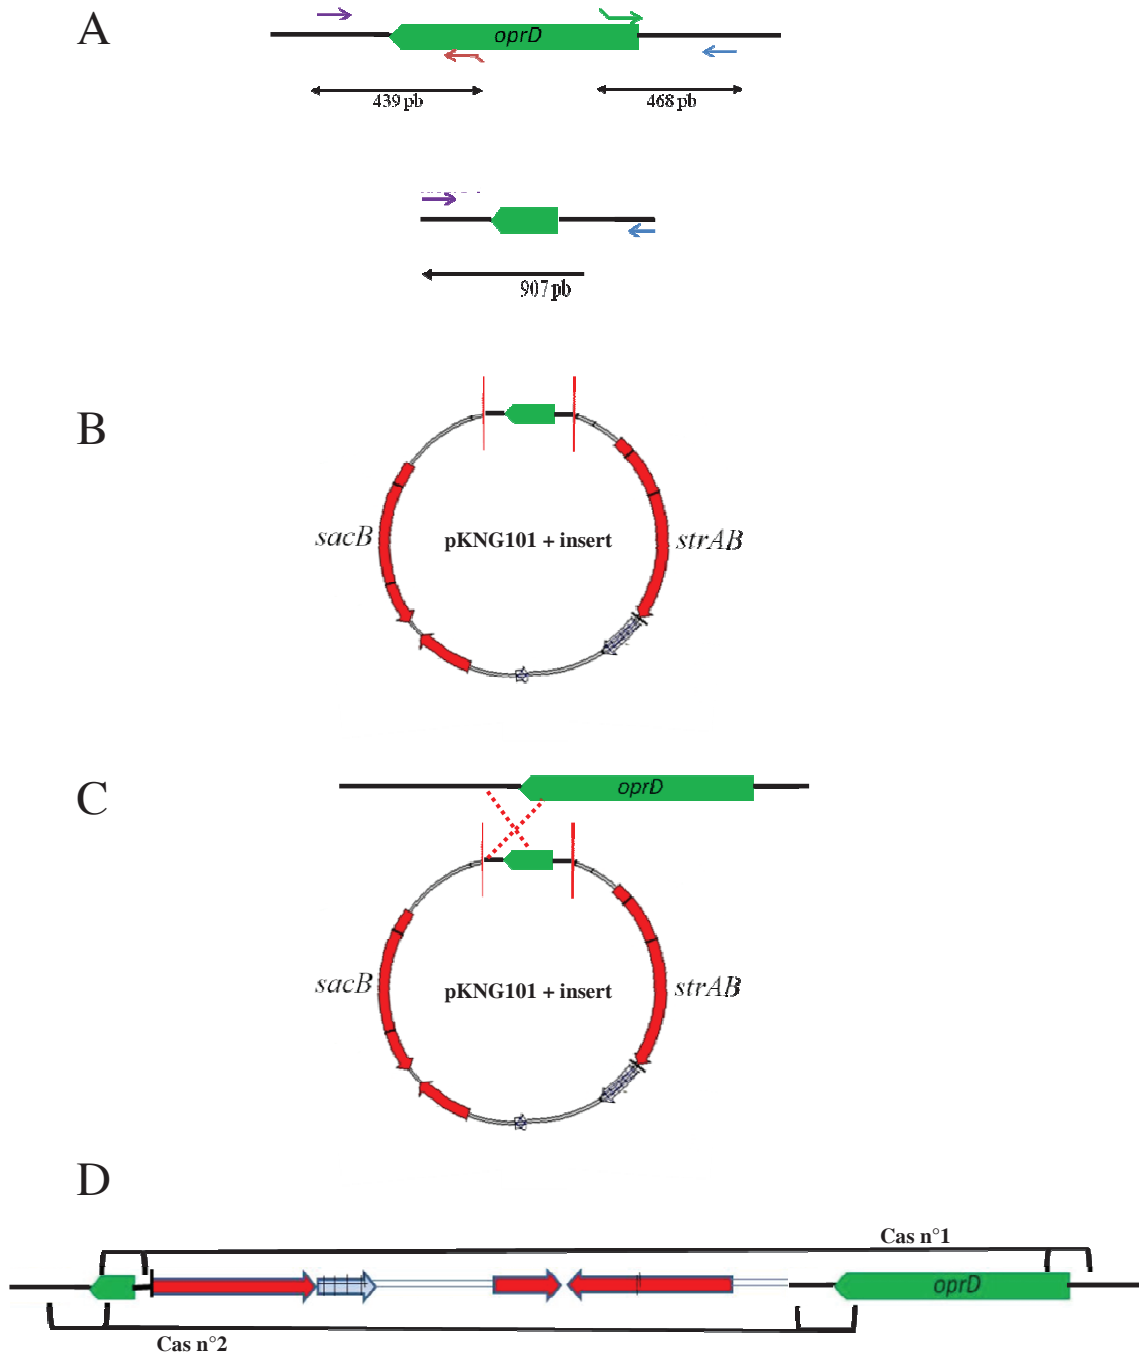 A
oprD
439 pb
468 pb
907 pb
B
sacB
pKNG101 + insert
strAB
C
oprD
sacB
pKNG101 + insert
strAB
D
Cas n°1
oprD
Cas n°2